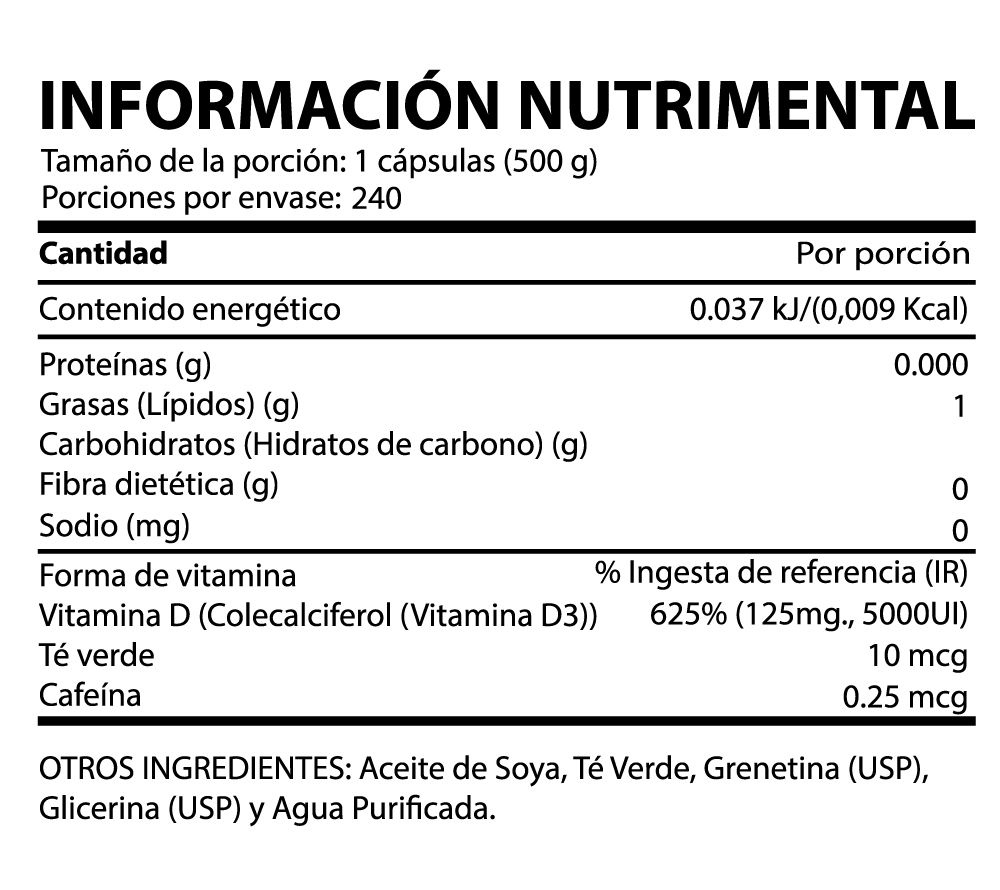 INFORMACIÓN NUTRIMENTAL
Tamaño de la porción: 1 cápsulas (500 g)
Porciones por envase: 240
Cantidad Por porción
Contenido energético 0.037 kJ/(0,009 Kcal)
Proteínas (g) 0.000
Grasas (Lípidos) (g) 1
Carbohidratos (Hidratos de carbono) (g)
Fibra dietética (g) 0
Sodio (mg) 0
Forma de vitamina % Ingesta de referencia (IR)
Vitamina D (Colecalciferol (Vitamina D3)) 625% (125mg., 5000UI)
Té verde 10 mcg
Cafeína 0.25 mcg
OTROS INGREDIENTES: Aceite de Soya, Té Verde, Grenetina (USP),
Glicerina (USP) y Agua Purificada.